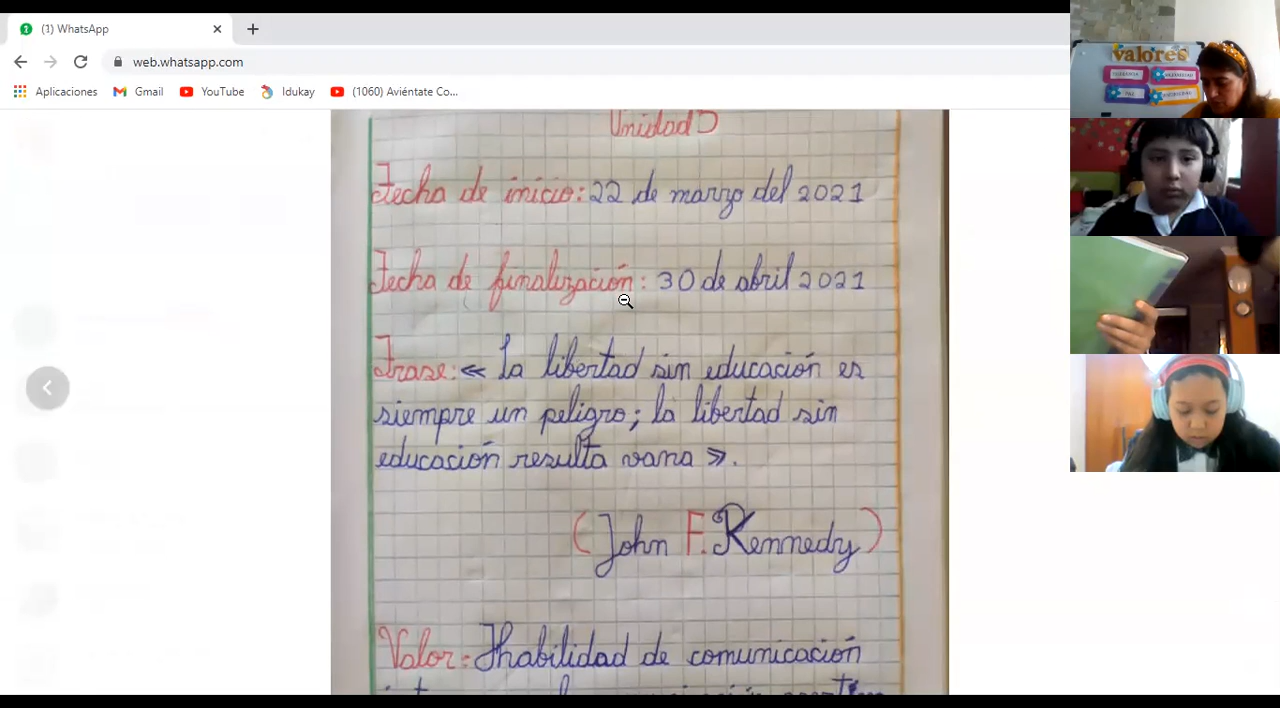 (1) WhatsApp
web.whatsapp.com
Aplicaciones
Gmail
YouTube
Idukay
(1060) Aviéntate Co...
valores
PAZ
Unidad 5
Fecha de inicio: 22 de marzo del 2021
Fecha de finalización: 30 de abril 2021
Frase: « La libertad sin educación es
siempre un peligro; la libertad sin
educación resulta vana ».
(John F. Kennedy)
Valor: Habilidad de comunicación